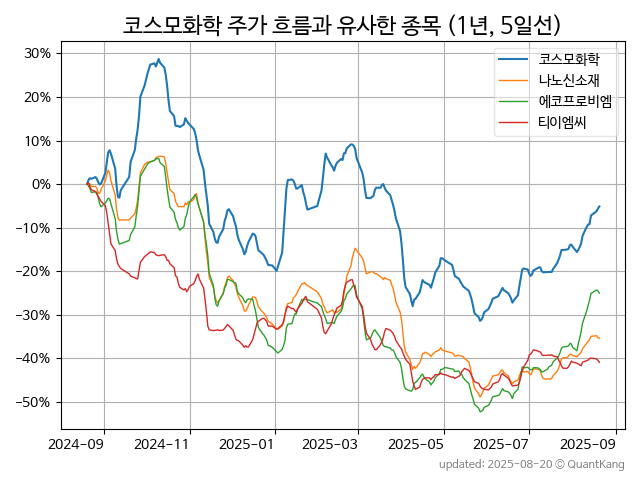 코스모화학 주가 흐름과 유사한 종목 (1년, 5일선)
코스모화학
나노신소재
에코프로비엠
티이엠씨
30%
20%
10%
0%
−10%
−20%
−30%
−40%
−50%
2024-09 2024-11 2025-01 2025-03 2025-05 2025-07 2025-09
updated: 2025-08-20 © QuantKang